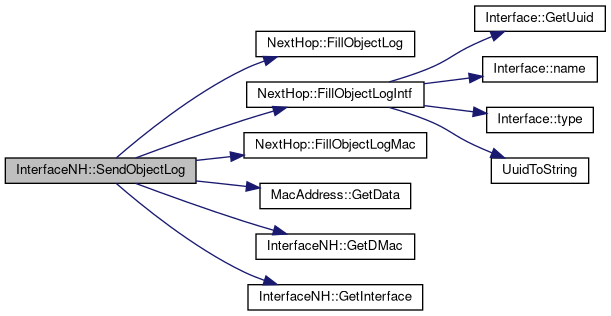 InterfaceNH::SendObjectLog
NextHop::FillObjectLog
NextHop::FillObjectLogIntf
Interface::GetUuid
Interface::name
Interface::type
UuidToString
NextHop::FillObjectLogMac
MacAddress::GetData
InterfaceNH::GetDMac
InterfaceNH::GetInterface